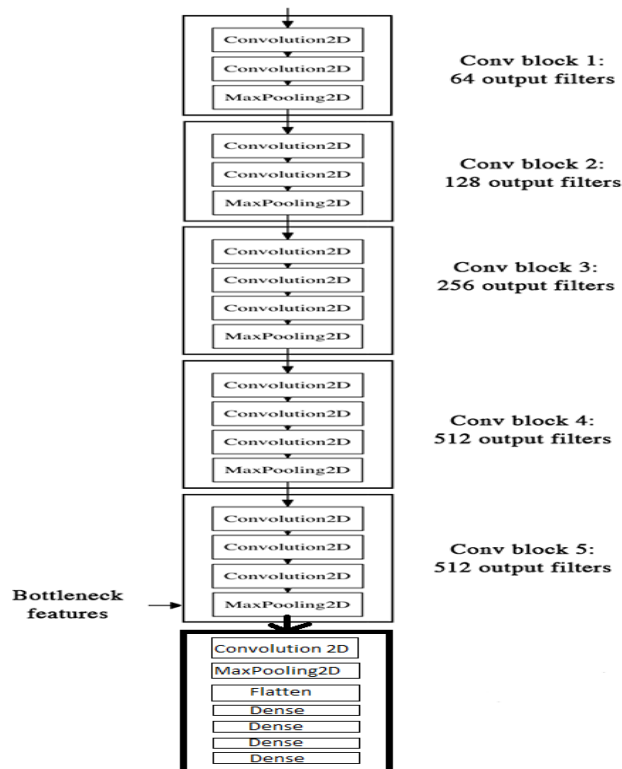 Convolution2D
Convolution2D
MaxPooling2D
Conv block 1:
64 output filters
Convolution2D
Convolution2D
MaxPooling2D
Conv block 2:
128 output filters
Convolution2D
Convolution2D
Convolution2D
MaxPooling2D
Conv block 3:
256 output filters
Convolution2D
Convolution2D
Convolution2D
MaxPooling2D
Conv block 4:
512 output filters
Convolution2D
Convolution2D
Convolution2D
MaxPooling2D
Conv block 5:
512 output filters
Bottleneck
features
Convolution 2D
MaxPooling2D
Flatten
Dense
Dense
Dense
Dense